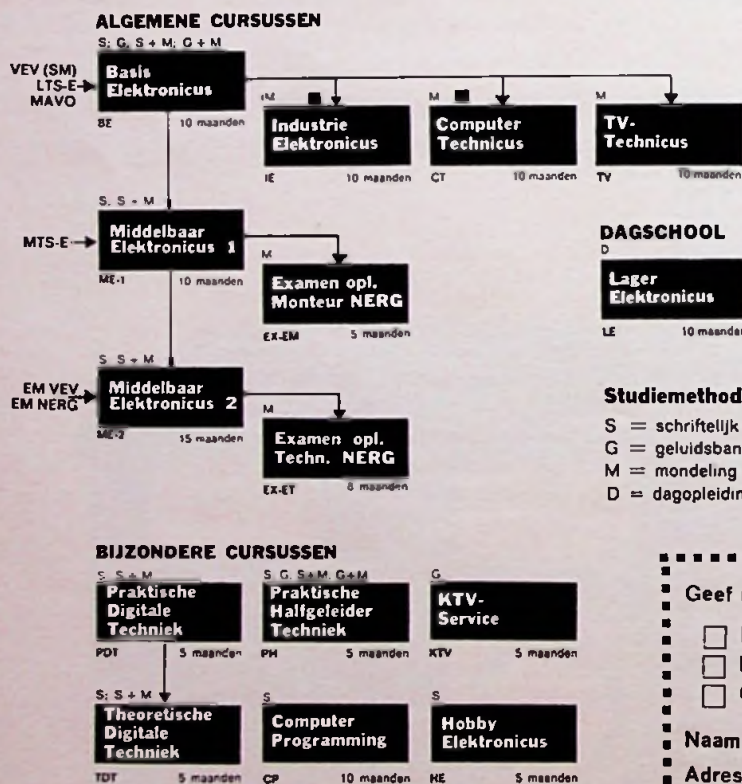 ALGEMENE CURSUSSEN
S; G, S + M; G + M
VEV (SM)
LTS-E
MAVO
Basis
Elektronicus
BE 10 maanden
M
Industrie
Elektronicus
IE 10 maanden
M
Computer
Technicus
CT 10 maanden
M
TV-
Technicus
TV 10 maanden
S. S + M
MTS-E
Middelbaar
Elektronicus 1
ME-1 10 maanden
M
Examen opl.
Monteur NERG
EX-EM 5 maanden
DAGSCHOOL
D
Lager
Elektronicus
LE 10 maanden
S S + M
EM VEV
EM NERG
Middelbaar
Elektronicus 2
ME-2 15 maanden
M
Examen opl.
Techn. NERG
EX-ET 8 maanden
Studiemethod
S = schriftelijk
G = geluidsban
M = mondeling
D = dagopleidin
BIJZONDERE CURSUSSEN
S. S + M
Praktische
Digitale
Techniek
PDT 5 maanden
S G. S+M. G+M
Praktische
Halfgeleider
Techniek
PH 5 maanden
G
KTV-
Service
KTV 5 maanden
S; S + M
Theoretische
Digitale
Techniek
TDT 5 maanden
S
Computer
Programming
CP 10 maanden
S
Hobby
Elektronicus
HE 5 maanden
Geef
Naam
Adres